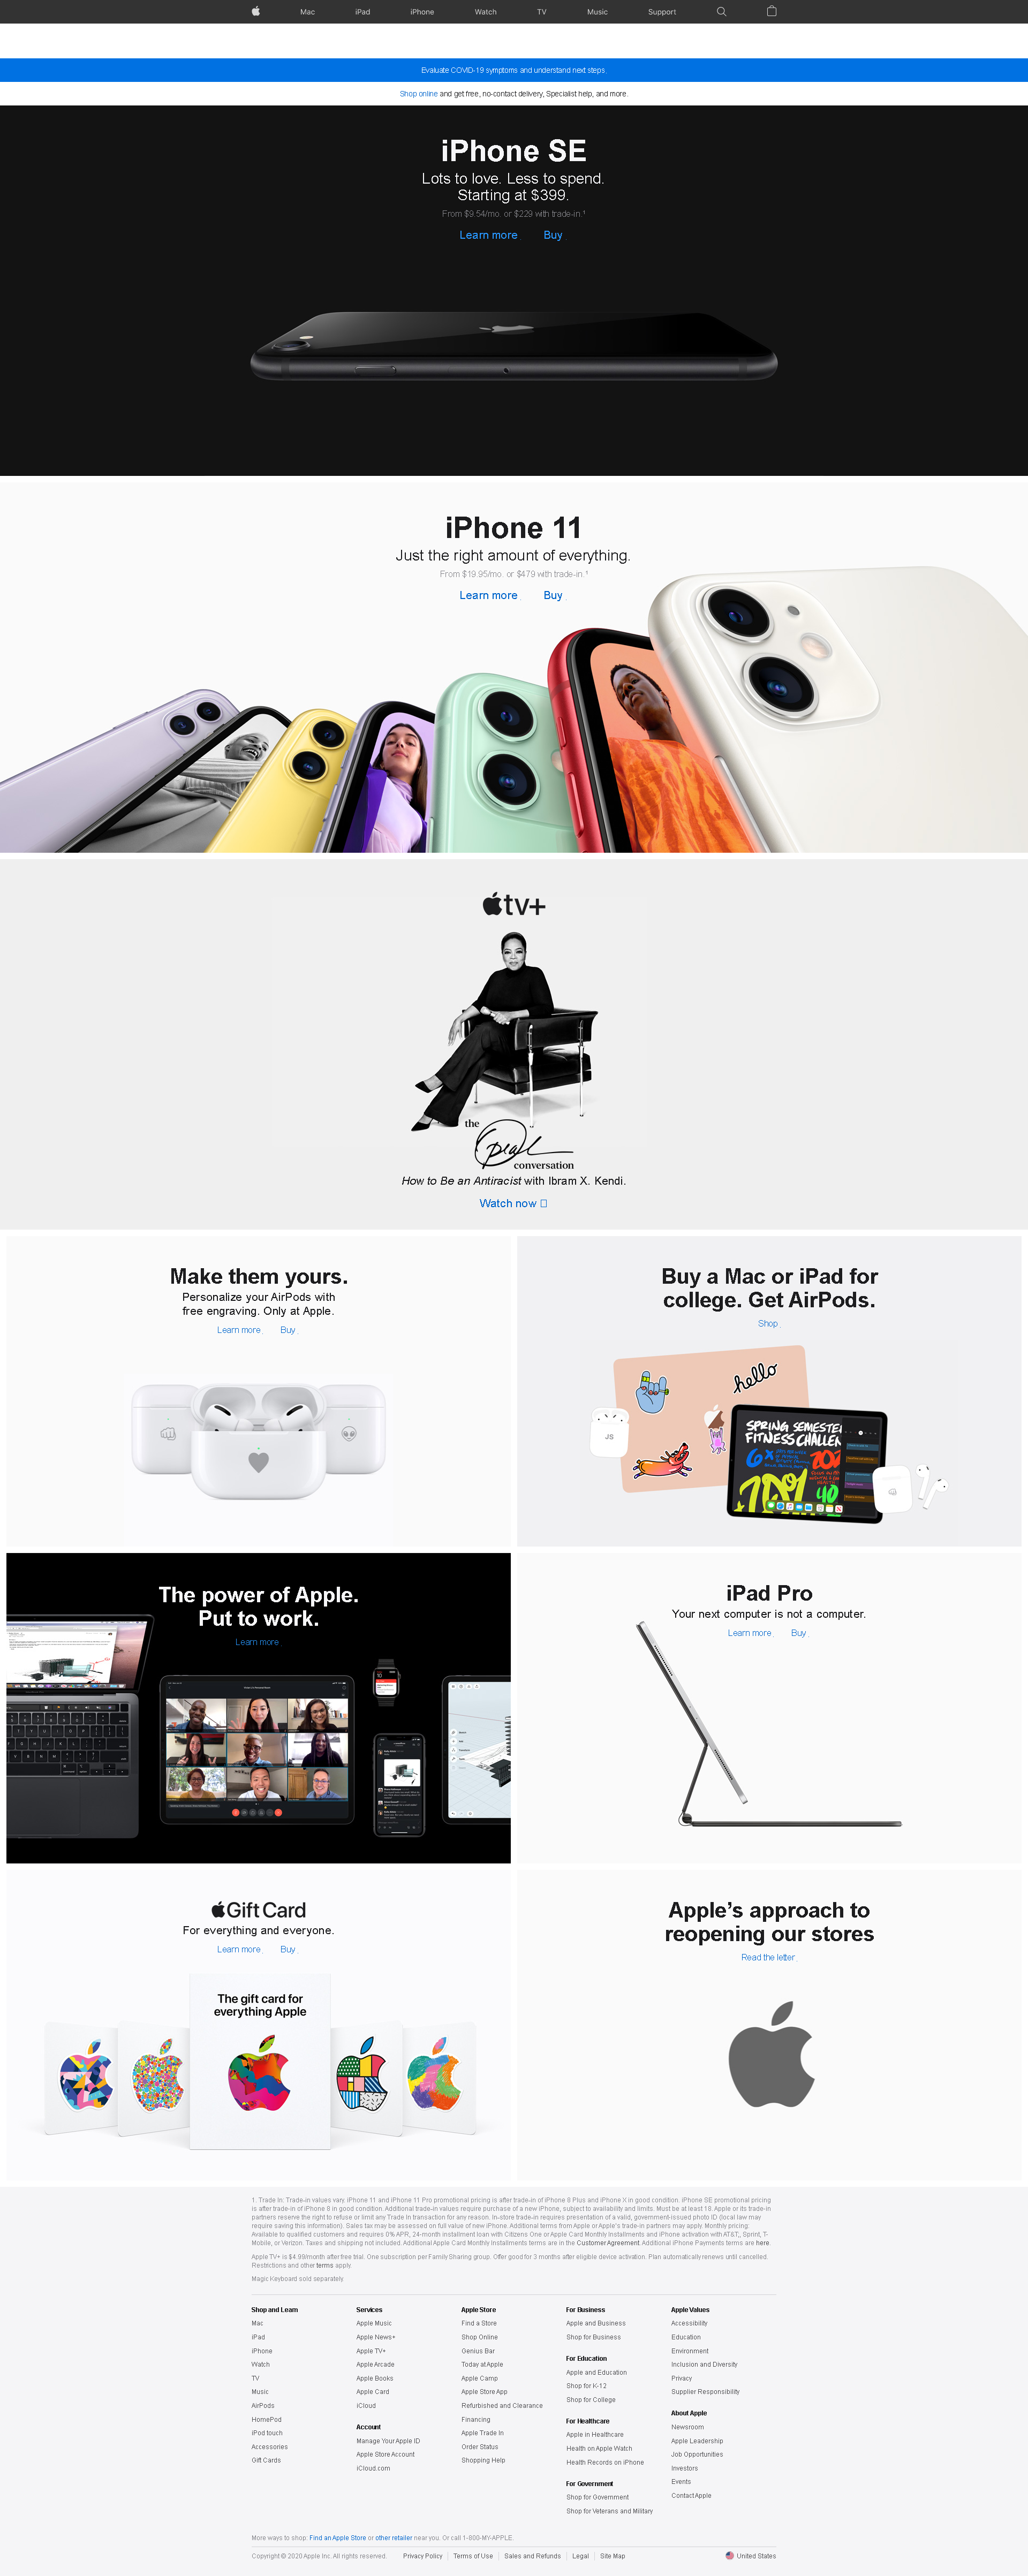 Mac iPad iPhone Watch TV Music Support
Evaluate COVID-19 symptoms and understand next steps.
Shop online and get free, no-contact delivery, Specialist help, and more.
iPhone SE
Lots to love. Less to spend.
Starting at $399.
From $9.54/mo. or $229 with trade-in.¹
Learn more Buy
iPhone 11
Just the right amount of everything.
From $19.95/mo. or $479 with trade-in.¹
Learn more Buy
tv+
the
Oprah
conversation
How to Be an Antiracist with Ibram X. Kendi.
Watch now
Make them yours.
Personalize your AirPods with
free engraving. Only at Apple.
Learn more Buy
Buy a Mac or iPad for
college. Get AirPods.
Shop
hello
JS
SPRING SEMESTER
FITNESS CHALLEN
The power of Apple.
Put to work.
Learn more
iPad Pro
Your next computer is not a computer.
Learn more Buy
Gift Card
For everything and everyone.
Learn more Buy
The gift card for
everything Apple
Apple’s approach to
reopening our stores
Read the letter
1. Trade In: Trade-in values vary. iPhone 11 and iPhone 11 Pro promotional pricing is after trade-in of iPhone 8 Plus and iPhone X in good condition. iPhone SE promotional pricing
is after trade-in of iPhone 8 in good condition. Additional trade-in values require purchase of a new iPhone, subject to availability and limits. Must be at least 18. Apple or its trade-in
partners reserve the right to refuse or limit any Trade In transaction for any reason. In-store trade-in requires presentation of a valid, government-issued photo ID (local law may
require saving this information). Sales tax may be assessed on full value of new iPhone. Additional terms from Apple or Apple's trade-in partners may apply. Monthly pricing:
Available to qualified customers and requires 0% APR, 24-month installment loan with Citizens One or Apple Card Monthly Installments and iPhone activation with AT&T, Sprint, T-
Mobile, or Verizon. Taxes and shipping not included. Additional Apple Card Monthly Installments terms are in the Customer Agreement. Additional iPhone Payments terms are here.
Apple TV+ is $4.99/month after free trial. One subscription per Family Sharing group. Offer good for 3 months after eligible device activation. Plan automatically renews until cancelled.
Restrictions and other terms apply.
Magic Keyboard sold separately.
Shop and Learn
Mac
iPad
iPhone
Watch
TV
Music
AirPods
HomePod
iPod touch
Accessories
Gift Cards
Services
Apple Music
Apple News+
Apple TV+
Apple Arcade
Apple Books
Apple Card
iCloud
Account
Manage Your Apple ID
Apple Store Account
iCloud.com
Apple Store
Find a Store
Shop Online
Genius Bar
Today at Apple
Apple Camp
Apple Store App
Refurbished and Clearance
Financing
Apple Trade In
Order Status
Shopping Help
For Business
Apple and Business
Shop for Business
For Education
Apple and Education
Shop for K-12
Shop for College
For Healthcare
Apple in Healthcare
Health on Apple Watch
Health Records on iPhone
For Government
Shop for Government
Shop for Veterans and Military
Apple Values
Accessibility
Education
Environment
Inclusion and Diversity
Privacy
Supplier Responsibility
About Apple
Newsroom
Apple Leadership
Job Opportunities
Investors
Events
Contact Apple
More ways to shop: Find an Apple Store or other retailer near you. Or call 1-800-MY-APPLE.
Copyright © 2020 Apple Inc. All rights reserved. Privacy Policy Terms of Use Sales and Refunds Legal Site Map United States